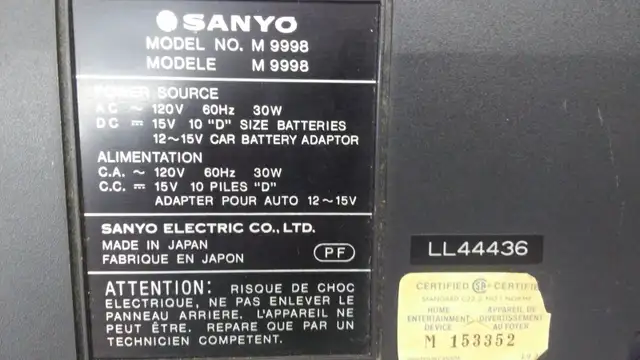 SANYO
MODEL NO. M 9998
MODELE M 9998
POWER SOURCE
AC ~ 120V 60Hz 30W
DC ⎓ 15V 10 "D" SIZE BATTERIES
12~15V CAR BATTERY ADAPTOR
ALIMENTATION
C.A. ~ 120V 60Hz 30W
C.C. ⎓ 15V 10 PILES "D"
ADAPTER POUR AUTO 12~15V
SANYO ELECTRIC CO., LTD.
MADE IN JAPAN
FABRIQUE EN JAPON
PF
ATTENTION: RISQUE DE CHOC
ELECTRIQUE, NE PAS ENLEVER LE
PANNEAU ARRIERE. L'APPAREIL NE
PEUT ÊTRE. REPARE QUE PAR UN
TECHNICIEN COMPETENT.
LL44436
CERTIFIED SA CERTIFIE
HOME APPAREIL DE
ENTERTAINMENT DIVERTISSEMENT
DEVICE AU FOYER
M 153352